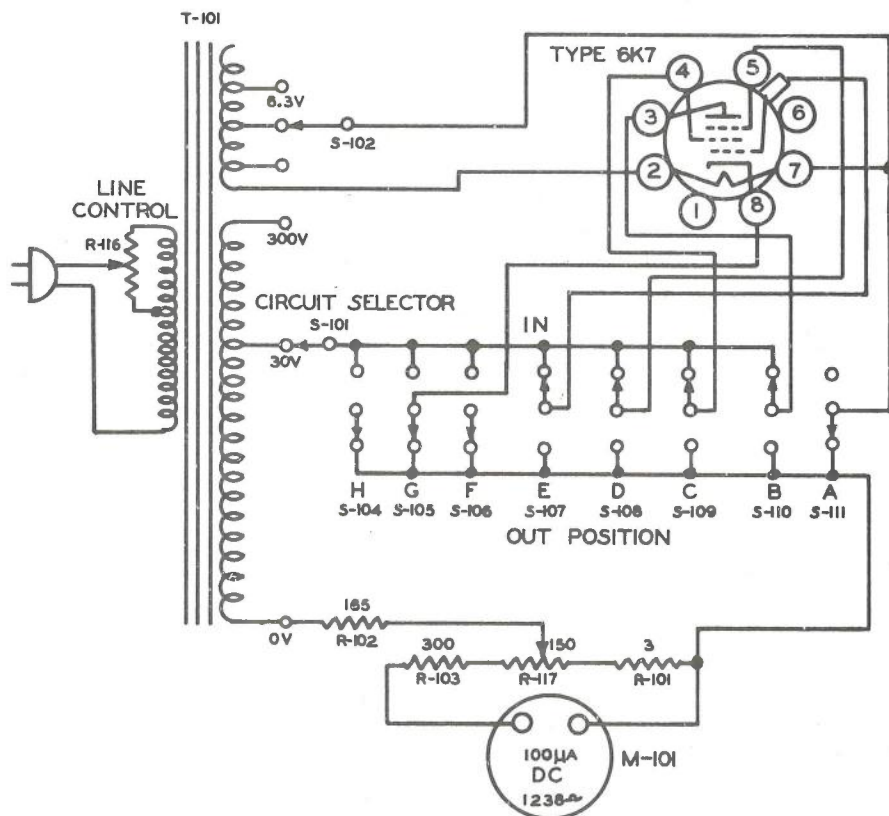 T-101
TYPE 6K7
6.3V
S-102
4
5
3
6
2
7
1
8
LINE
CONTROL
R-116
300V
CIRCUIT SELECTOR
S-101
30V
IN
H
G
F
E
D
C
B
A
S-104
S-105
S-106
S-107
S-108
S-109
S-110
S-111
OUT POSITION
0V
165
R-102
300
R-103
150
R-117
3
R-101
100µA
DC
1238Ω
M-101